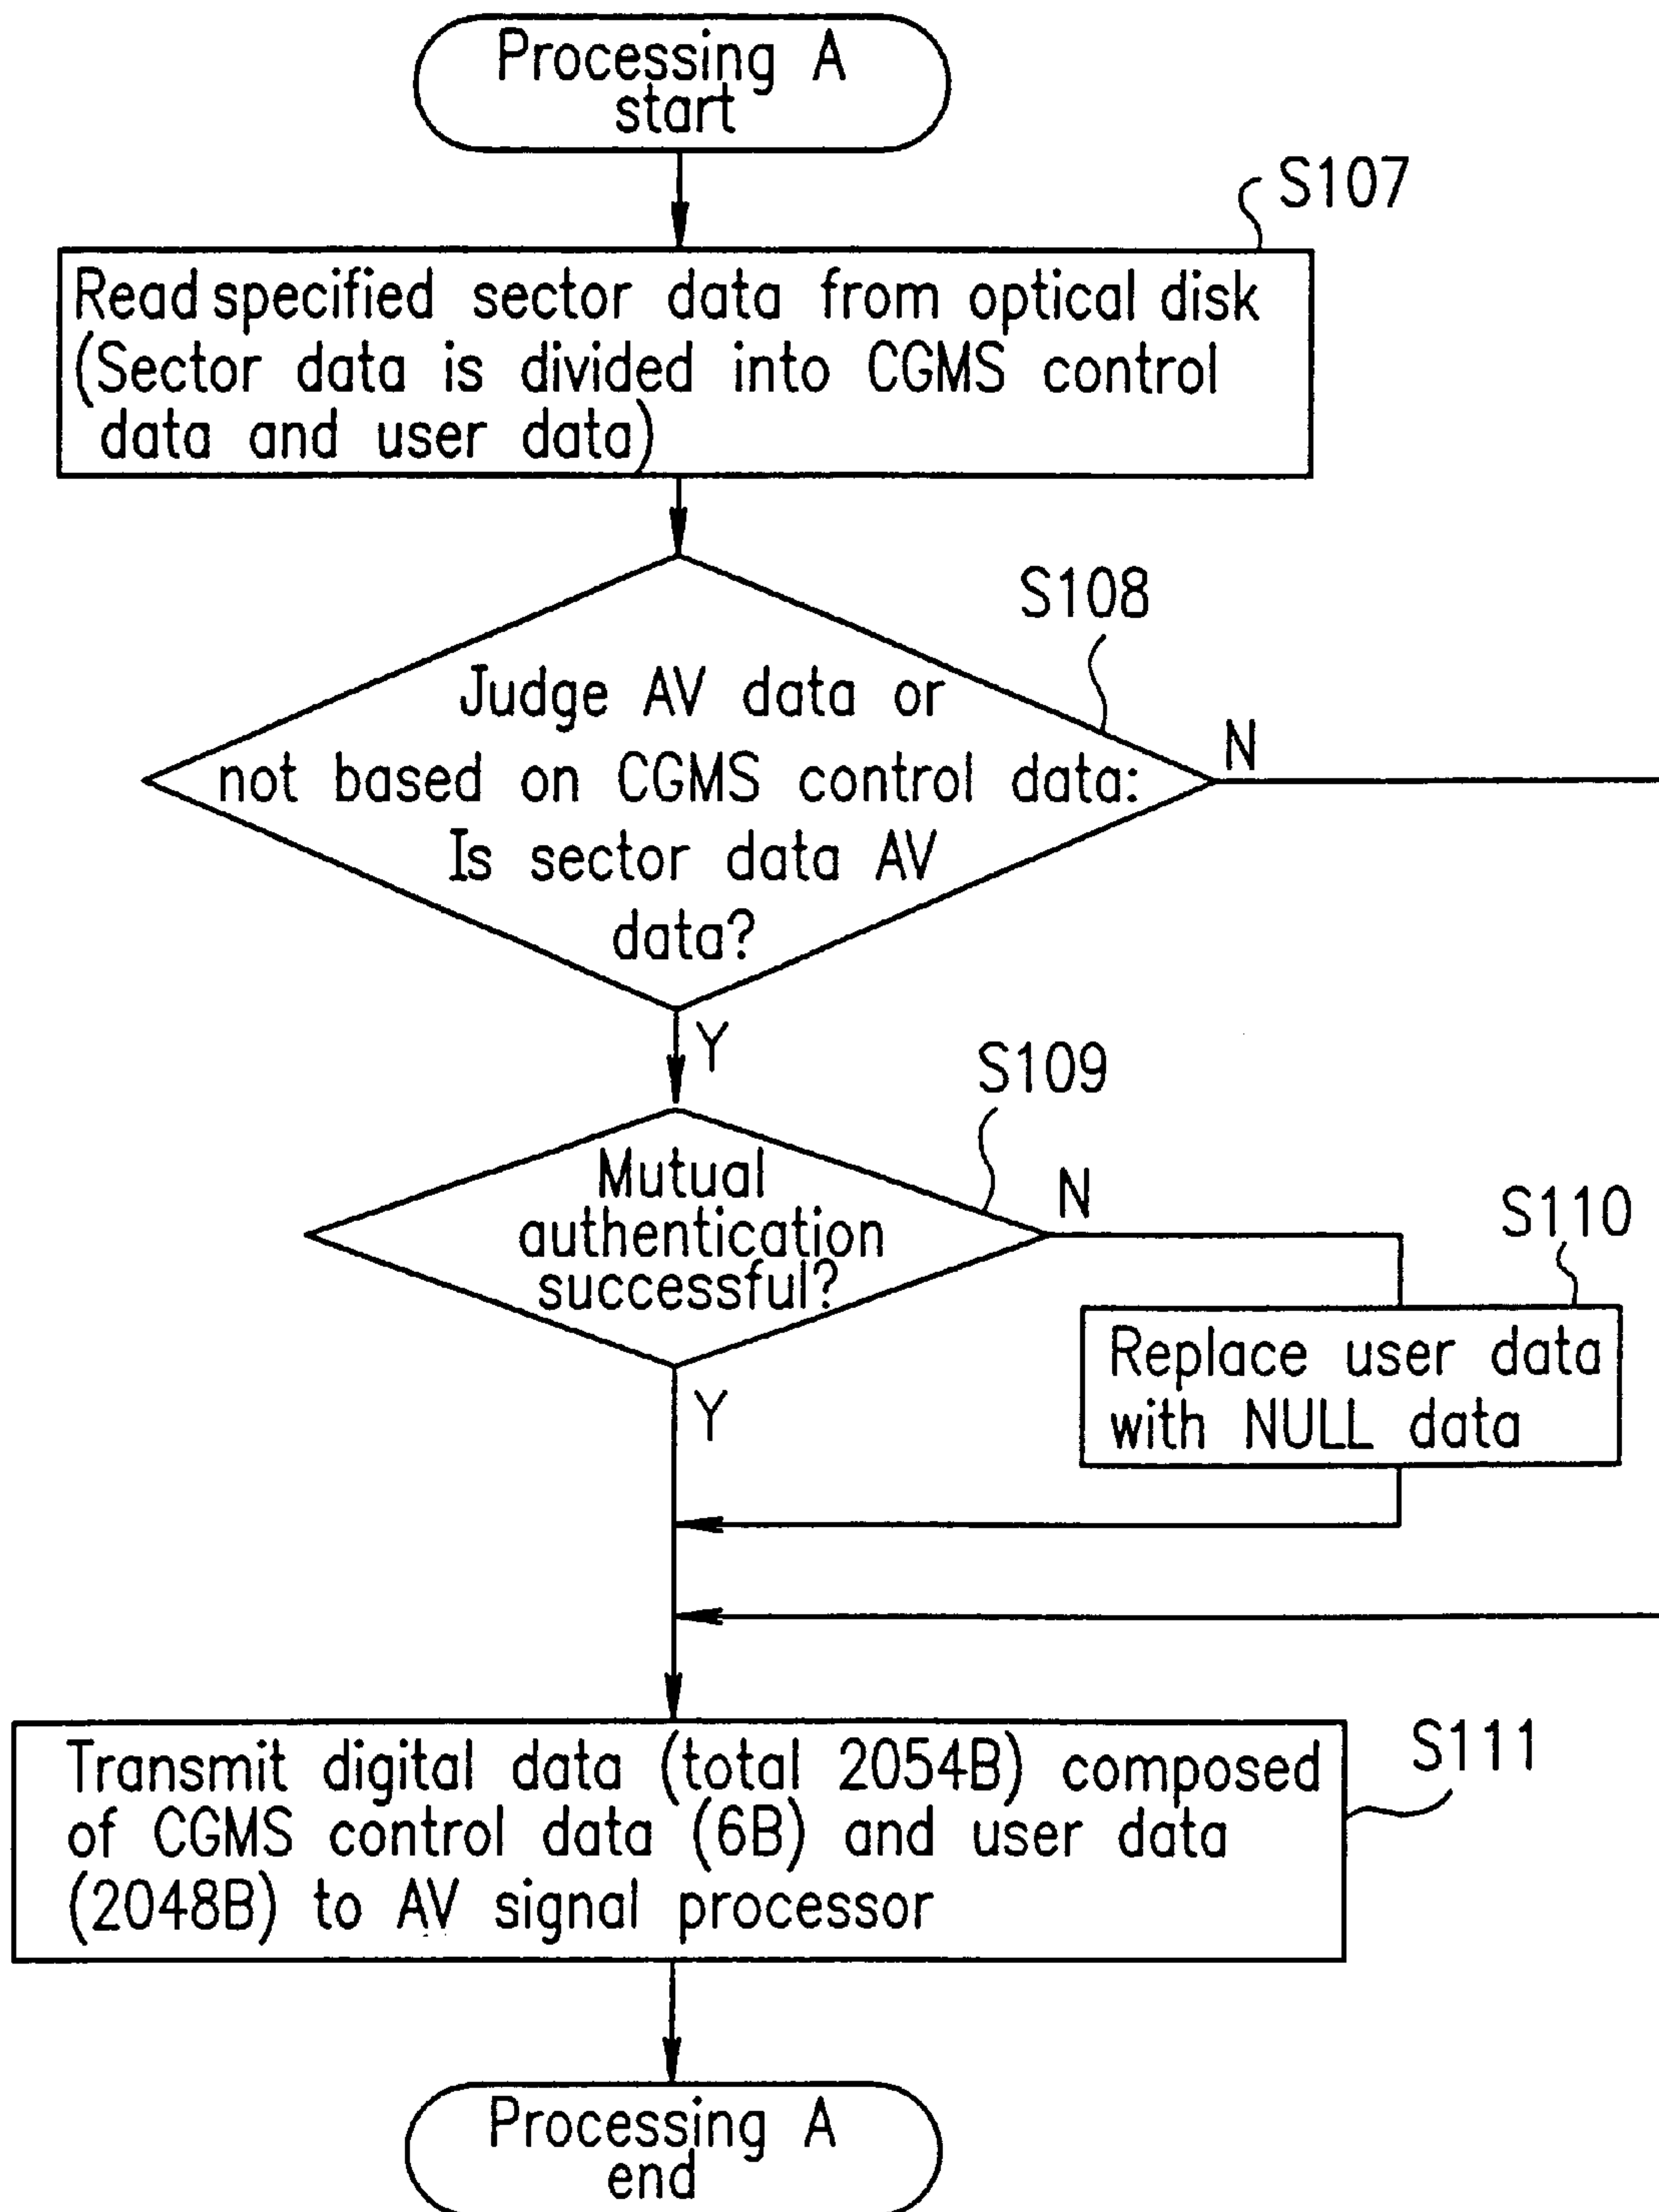 Processing A
start
S107
Read specified sector data from optical disk
(Sector data is divided into CGMS control
data and user data)
S108
Judge AV data or
not based on CGMS control data:
Is sector data AV
data?
N
Y
S109
Mutual
authentication
successful?
N
S110
Replace user data
with NULL data
Y
Transmit digital data (total 2054B) composed
of CGMS control data (6B) and user data
(2048B) to AV signal processor
S111
Processing A
end